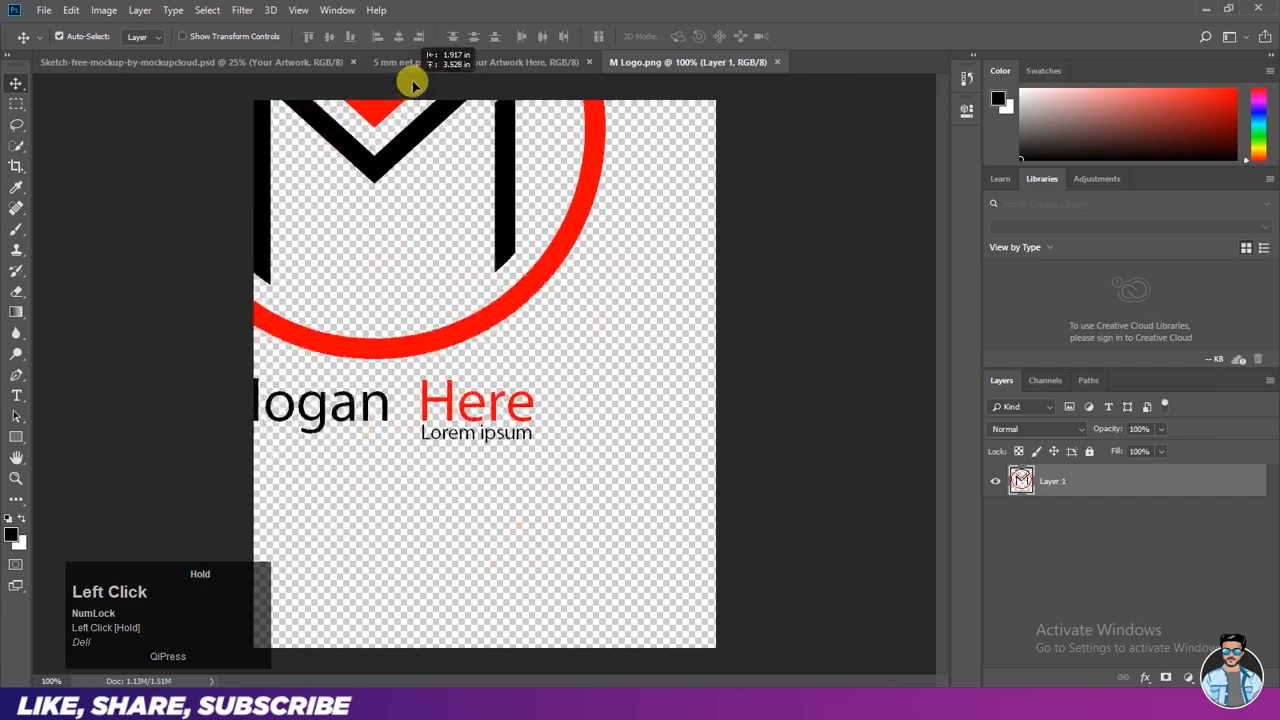 Ps File Edit Image Layer Type Select Filter 3D View Window Help
Auto-Select: Layer Show Transform Controls 3D Mode:
Sketch-free-mockup-by-mockupcloud.psd @ 25% (Your Artwork, RGB/8) × 5 mm net.p our Artwork Here, RGB/8) × M Logo.png @ 100% (Layer 1, RGB/8) ×
1.917 in
3.528 in
Color Swatches
Learn Libraries Adjustments
Search Current Library
View by Type
To use Creative Cloud Libraries,
please sign in to Creative Cloud
-- KB
Layers Channels Paths
Kind
Normal Opacity: 100%
Lock: Fill: 100%
Layer 1
logan Here
Lorem ipsum
Hold
Left Click
NumLock
Left Click [Hold]
Dell
QiPress
Activate Windows
Go to Settings to activate Windows
100% Doc: 1.13M/1.51M
LIKE, SHARE, SUBSCRIBE